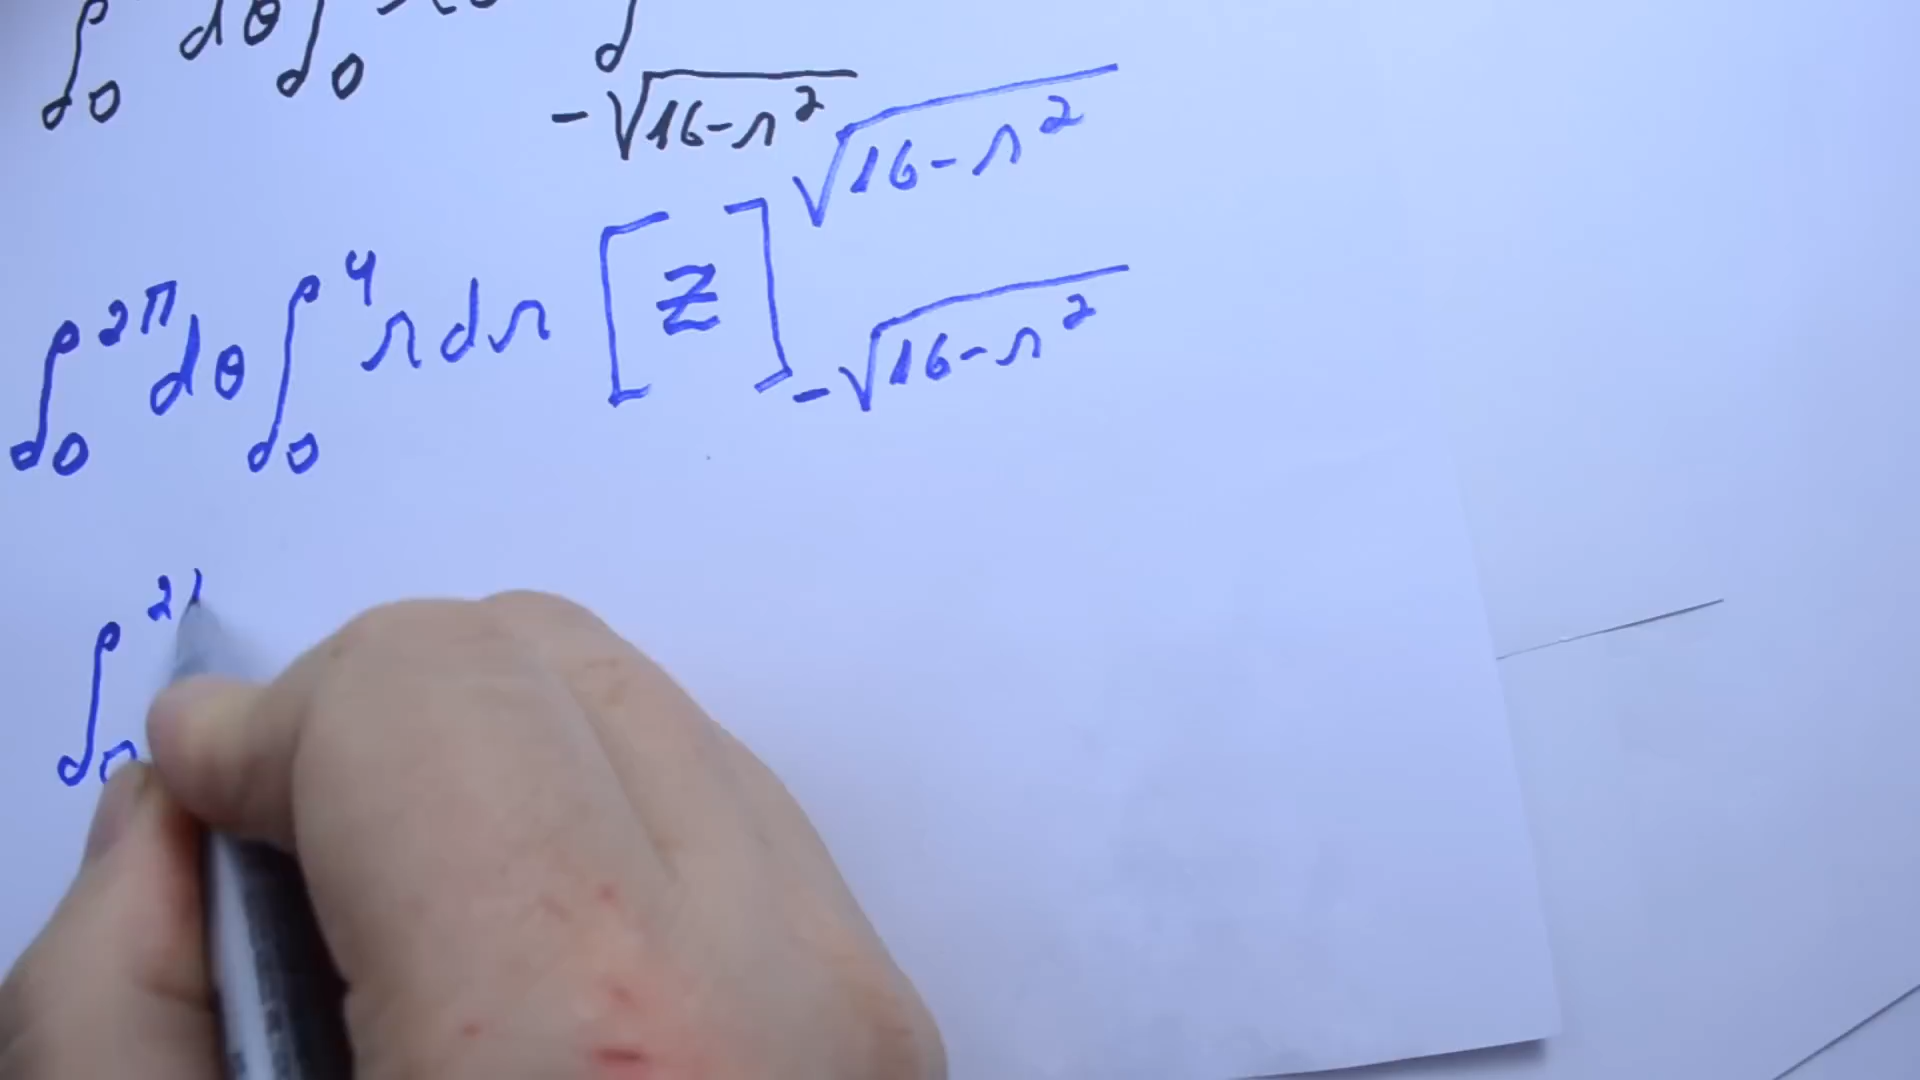 ∫₀ dθ ∫₀ ∫_{-√(16-r²)}
∫₀^{2π} dθ ∫₀^4 r dr [z]_{-√(16-r²)}^{√(16-r²)}
∫₀^2